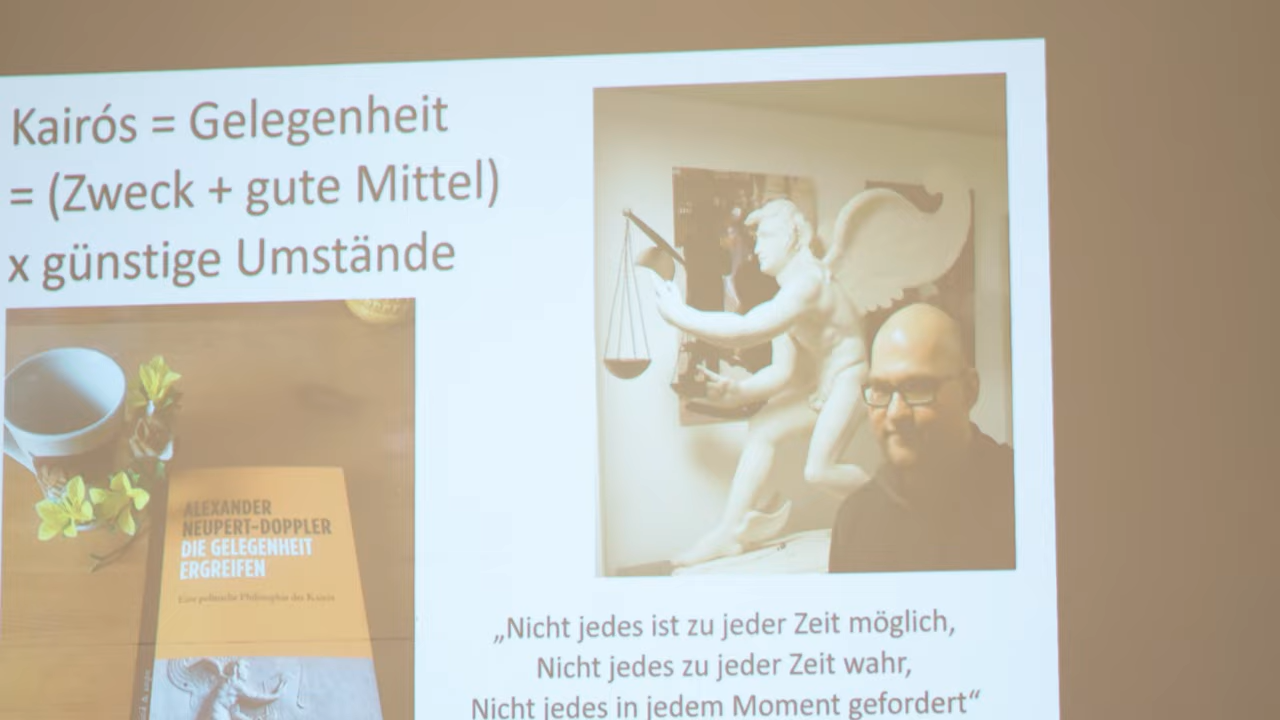 Kairós = Gelegenheit
= (Zweck + gute Mittel)
x günstige Umstände
ALEXANDER
NEUPERT-DOPPLER
DIE GELEGENHEIT
ERGREIFEN
Eine politische Philosophie des Kairós
„Nicht jedes ist zu jeder Zeit möglich,
Nicht jedes zu jeder Zeit wahr,
Nicht jedes in jedem Moment gefordert“